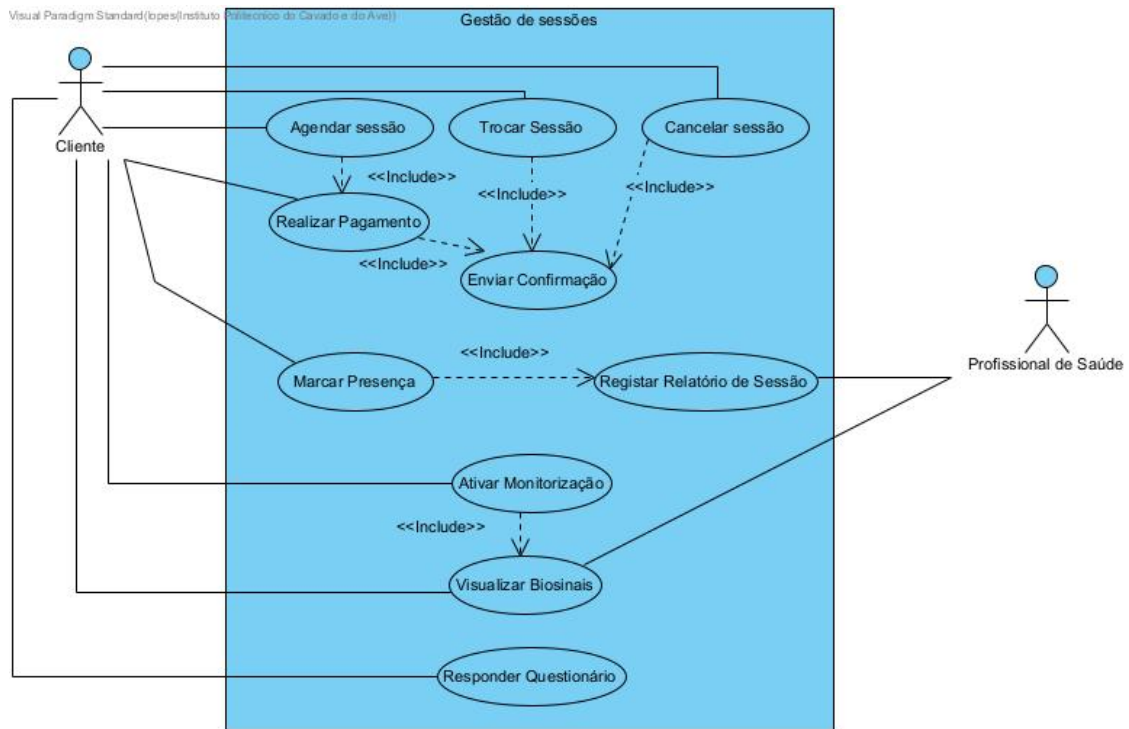 Visual Paradigm Standard(lopes(Instituto Politecnico do Cavado e do Ave))
Gestão de sessões
Agendar sessão
Trocar Sessão
Cancelar sessão
Cliente
<<Include>>
<<Include>>
<<Include>>
Realizar Pagamento
<<Include>>
Enviar Confirmação
<<Include>>
Profissional de Saúde
Marcar Presença
Registar Relatório de Sessão
Ativar Monitorização
<<Include>>
Visualizar Biosinais
Responder Questionário